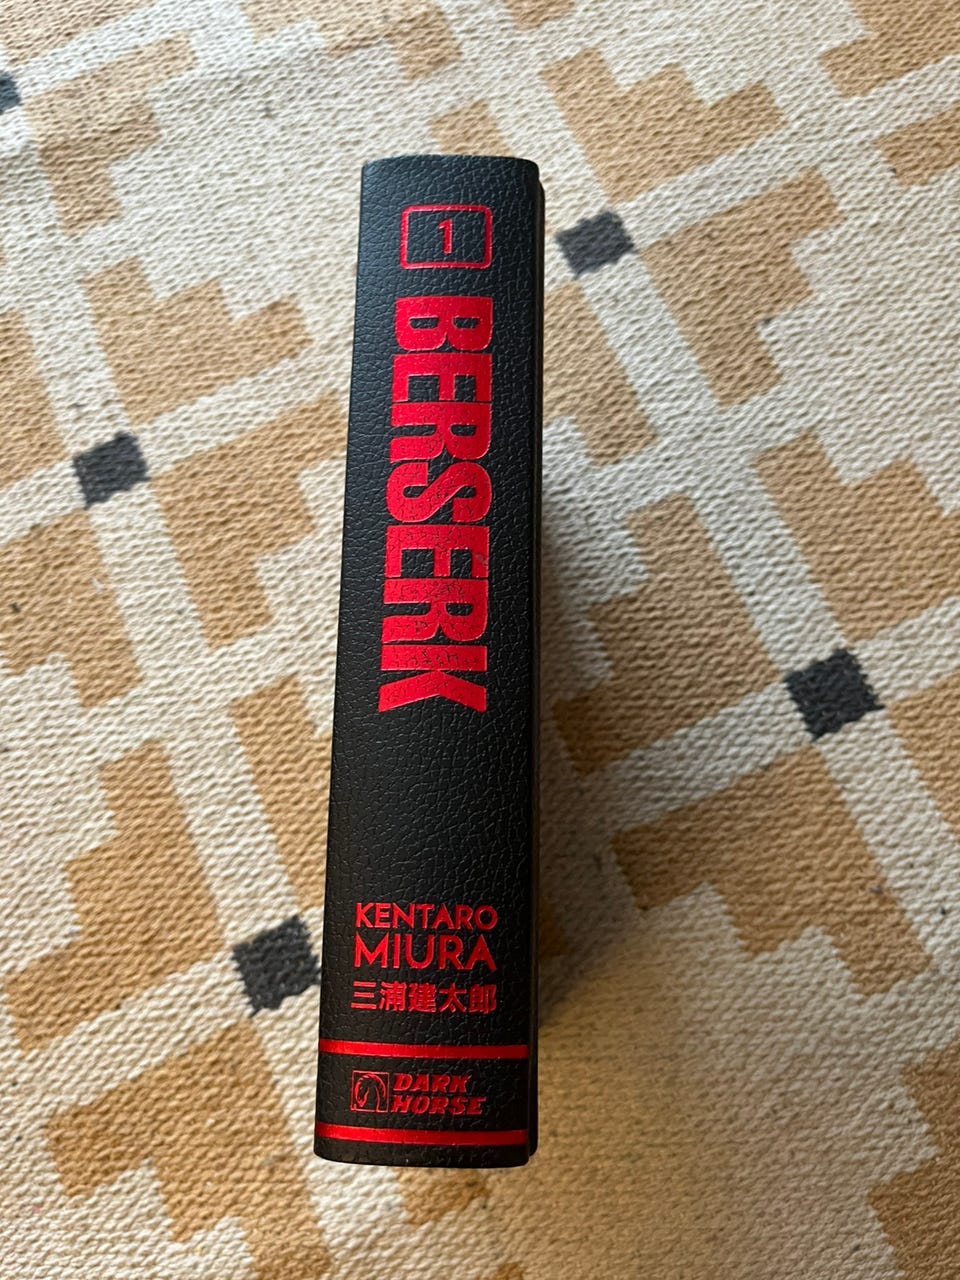 1
BERSERK
KENTARO
MIURA
三浦建太郎
DARK
HORSE